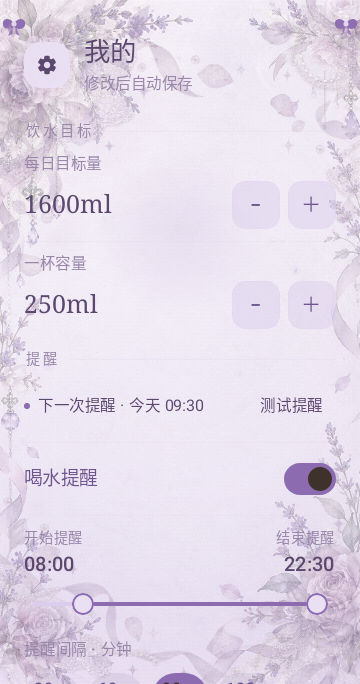 我的
修改后自动保存
饮水目标
每日目标量
1600ml
- +
一杯容量
250ml
- +
提醒
下一次提醒 · 今天 09:30 测试提醒
喝水提醒
开始提醒 结束提醒
08:00 22:30
提醒间隔 · 分钟